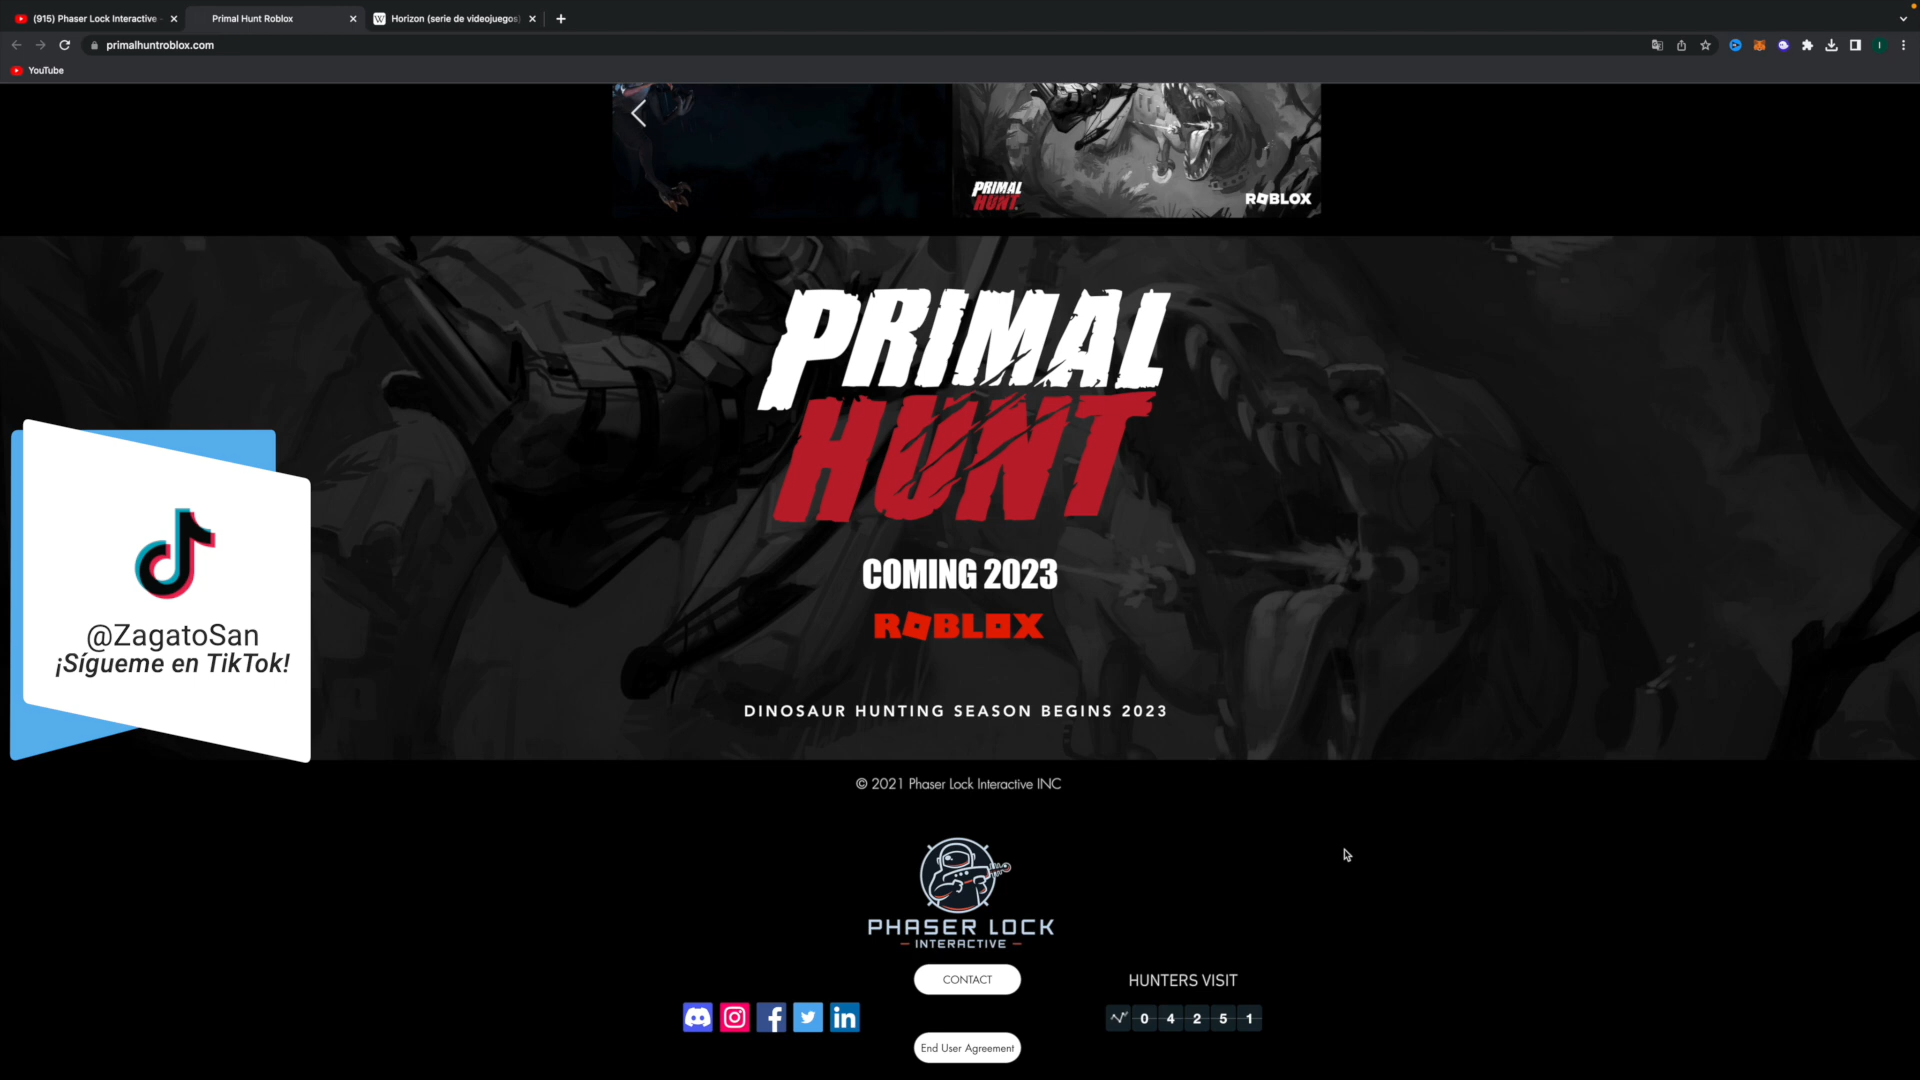 (915) Phaser Lock Interactive -
Primal Hunt Roblox
Horizon (serie de videojuegos)
primalhuntroblox.com
YouTube
PRIMAL
HUNT
ROBLOX
PRIMAL
HUNT
COMING 2023
ROBLOX
DINOSAUR HUNTING SEASON BEGINS 2023
@ZagatoSan
¡Sígueme en TikTok!
© 2021 Phaser Lock Interactive INC
PHASER LOCK
INTERACTIVE
CONTACT
HUNTERS VISIT
0 4 2 5 1
End User Agreement